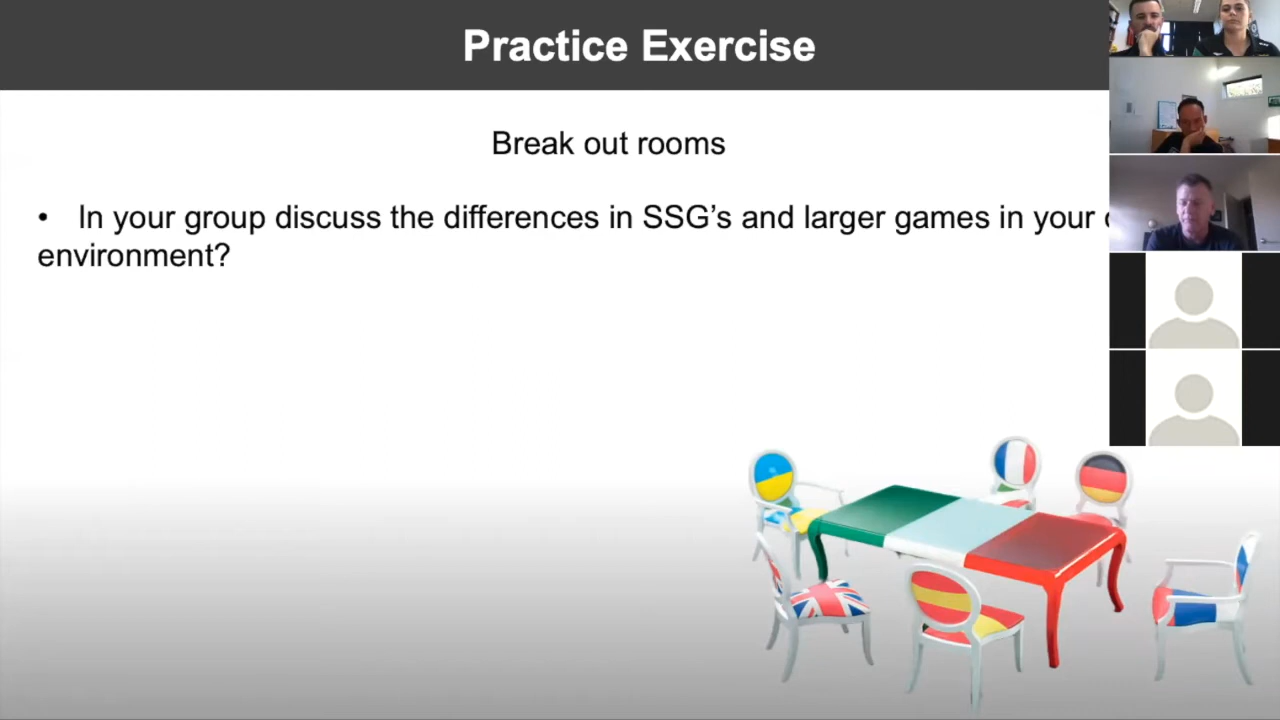 Practice Exercise
Break out rooms
• In your group discuss the differences in SSG’s and larger games in your
environment?